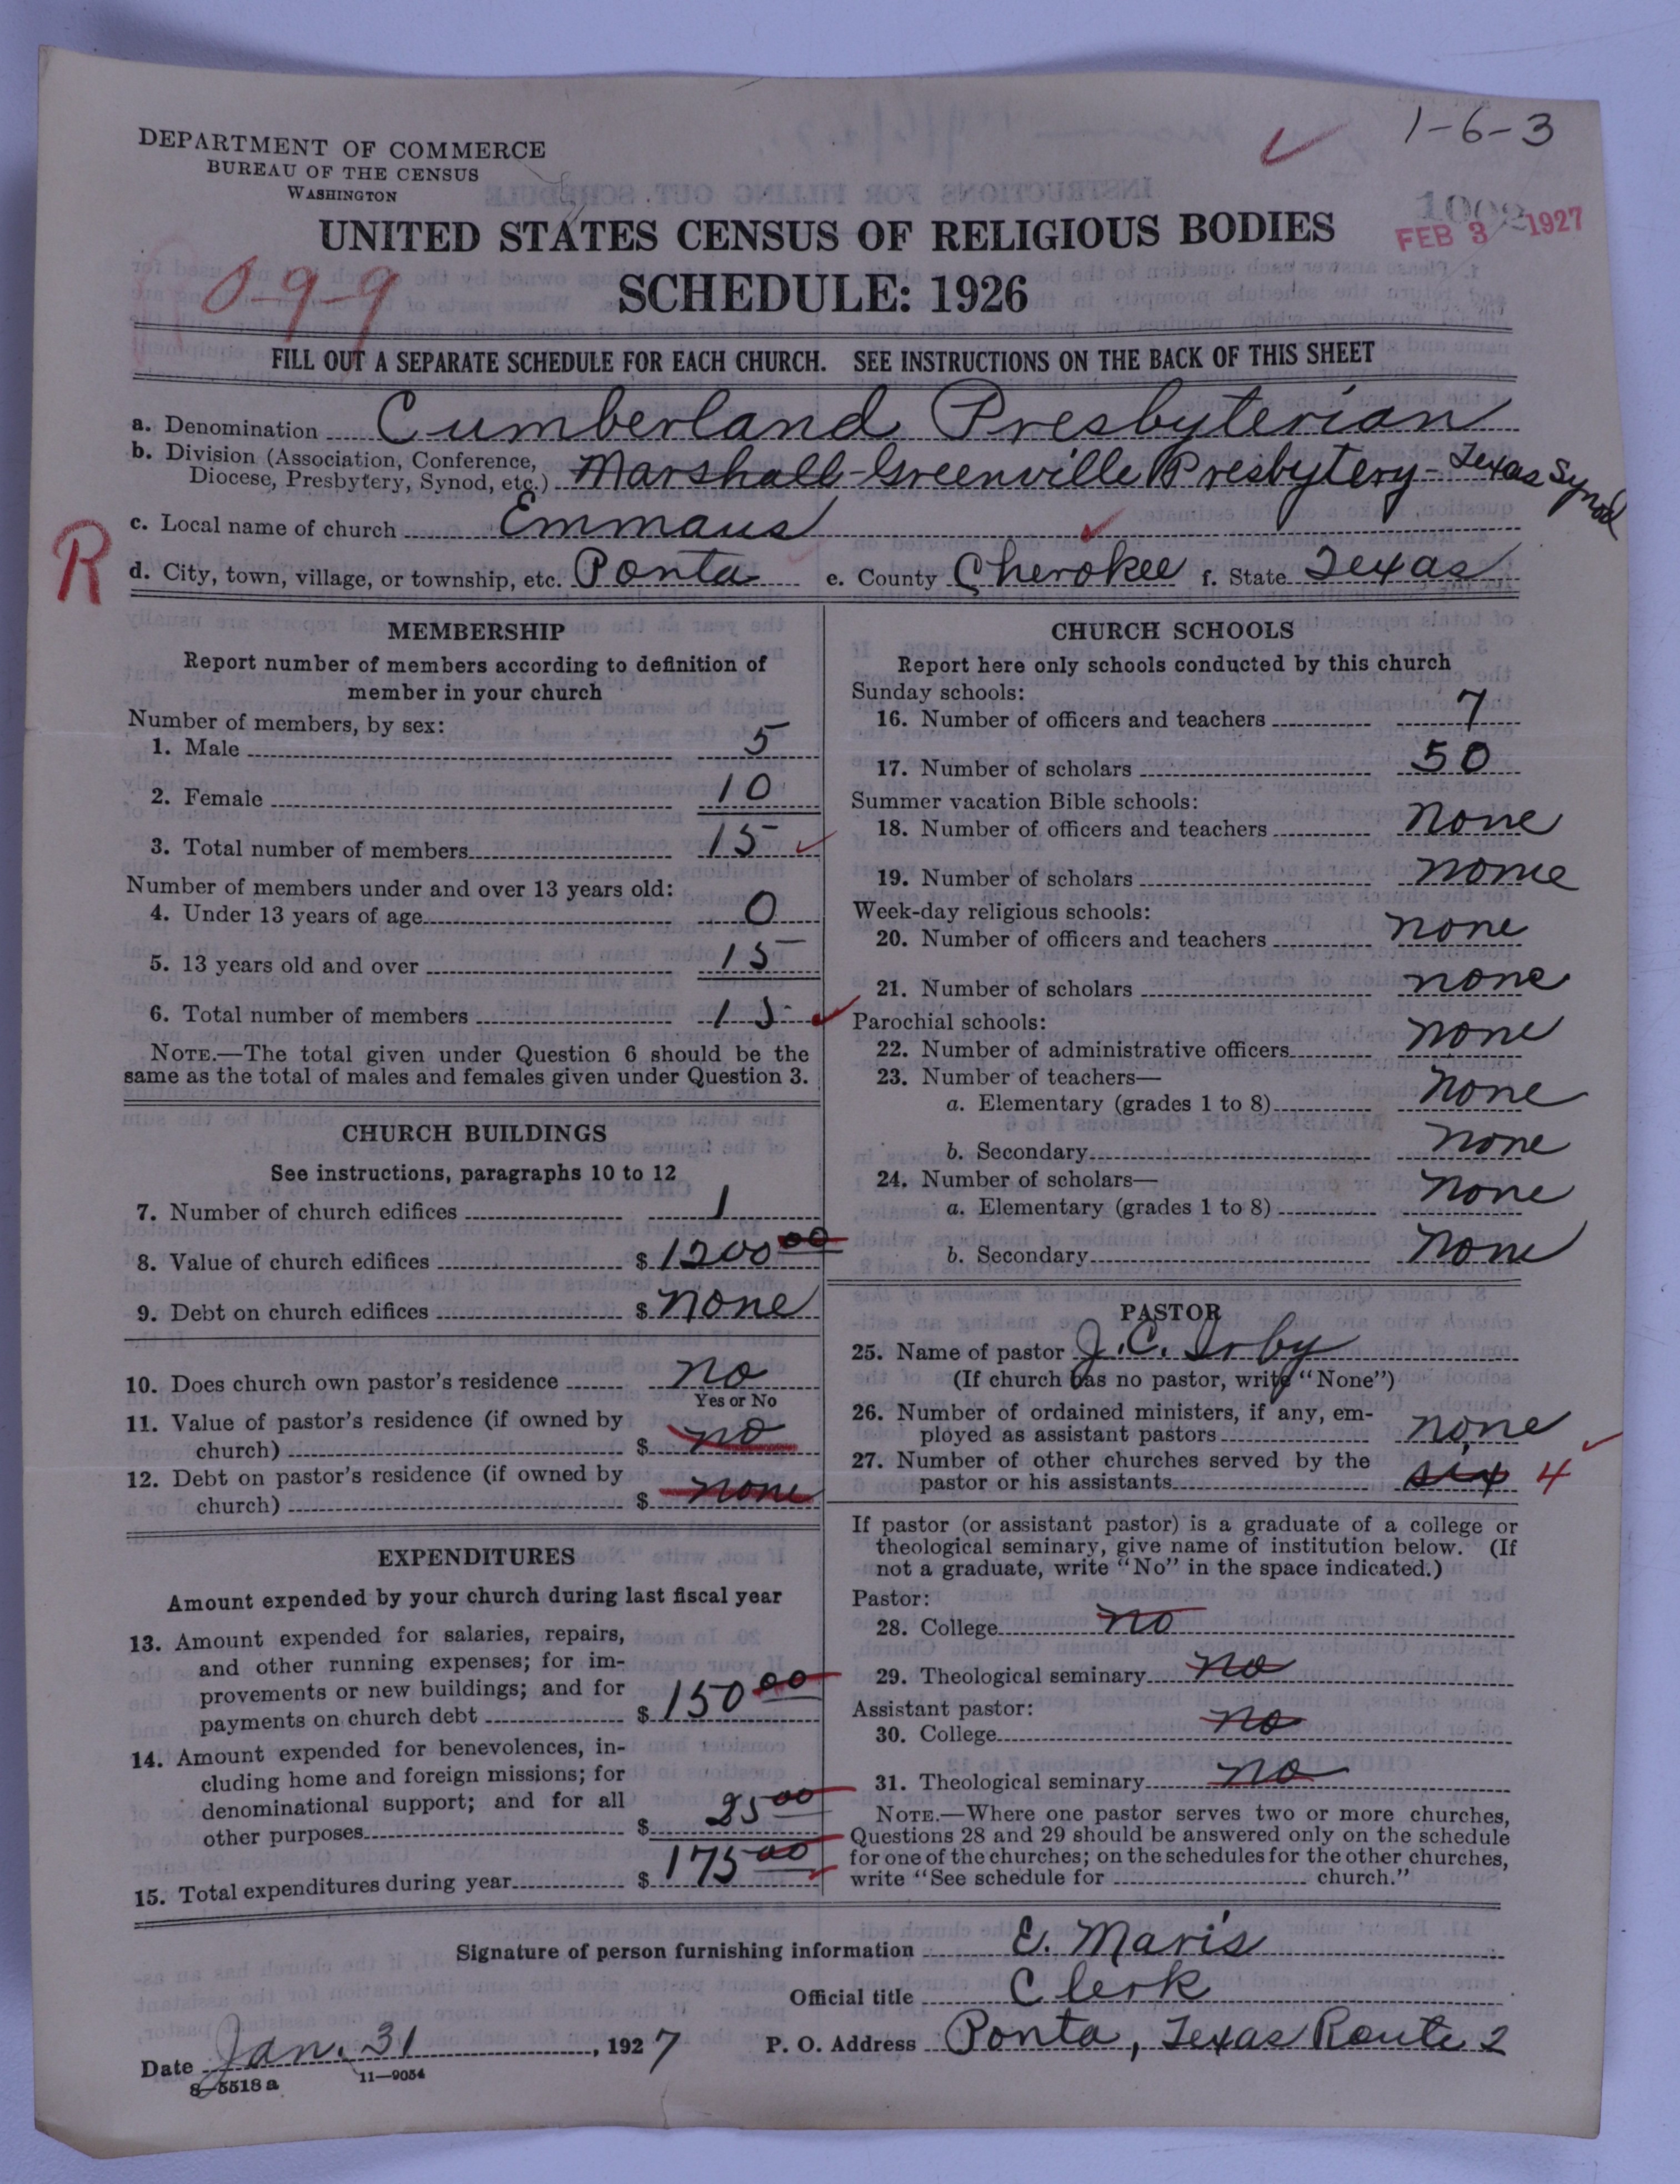 1-6-3
DEPARTMENT OF COMMERCE
BUREAU OF THE CENSUS
WASHINGTON
UNITED STATES CENSUS OF RELIGIOUS BODIES
FEB 3 1927
0-9-9
SCHEDULE: 1926
FILL OUT A SEPARATE SCHEDULE FOR EACH CHURCH. SEE INSTRUCTIONS ON THE BACK OF THIS SHEET
a. Denomination Cumberland Presbyterian
b. Division (Association, Conference, Diocese, Presbytery, Synod, etc.) Marshall-Greenville Presbytery-Texas Synod
c. Local name of church Emmaus
R
d. City, town, village, or township, etc. Ponta e. County Cherokee f. State Texas
MEMBERSHIP
Report number of members according to definition of
member in your church
Number of members, by sex:
1. Male 5
2. Female 10
3. Total number of members 15
Number of members under and over 13 years old:
4. Under 13 years of age 0
5. 13 years old and over 15
6. Total number of members 15
NOTE.—The total given under Question 6 should be the
same as the total of males and females given under Question 3.
CHURCH BUILDINGS
See instructions, paragraphs 10 to 12
7. Number of church edifices 1
8. Value of church edifices $ 1200 00
9. Debt on church edifices $ none
10. Does church own pastor's residence no
Yes or No
11. Value of pastor's residence (if owned by
church) $ no
12. Debt on pastor's residence (if owned by
church) $ none
EXPENDITURES
Amount expended by your church during last fiscal year
13. Amount expended for salaries, repairs,
and other running expenses; for im-
provements or new buildings; and for
payments on church debt $ 150 00
14. Amount expended for benevolences, in-
cluding home and foreign missions; for
denominational support; and for all
other purposes $ 25 00
15. Total expenditures during year $ 175 00
CHURCH SCHOOLS
Report here only schools conducted by this church
Sunday schools:
16. Number of officers and teachers 7
17. Number of scholars 50
Summer vacation Bible schools:
18. Number of officers and teachers none
19. Number of scholars none
Week-day religious schools:
20. Number of officers and teachers none
21. Number of scholars none
Parochial schools:
22. Number of administrative officers none
23. Number of teachers—
a. Elementary (grades 1 to 8) none
b. Secondary none
24. Number of scholars—
a. Elementary (grades 1 to 8) none
b. Secondary none
PASTOR
25. Name of pastor J. C. Irby
(If church has no pastor, write "None")
26. Number of ordained ministers, if any, em-
ployed as assistant pastors none
27. Number of other churches served by the
pastor or his assistants six 4
If pastor (or assistant pastor) is a graduate of a college or
theological seminary, give name of institution below. (If
not a graduate, write "No" in the space indicated.)
Pastor:
28. College no
29. Theological seminary no
Assistant pastor:
30. College no
31. Theological seminary no
NOTE.—Where one pastor serves two or more churches,
Questions 28 and 29 should be answered only on the schedule
for one of the churches; on the schedules for the other churches,
write "See schedule for church."
Signature of person furnishing information E. Maris
Official title Clerk
Date Jan. 31, 1927 P. O. Address Ponta, Texas Route 2
8-5518a 11-9054